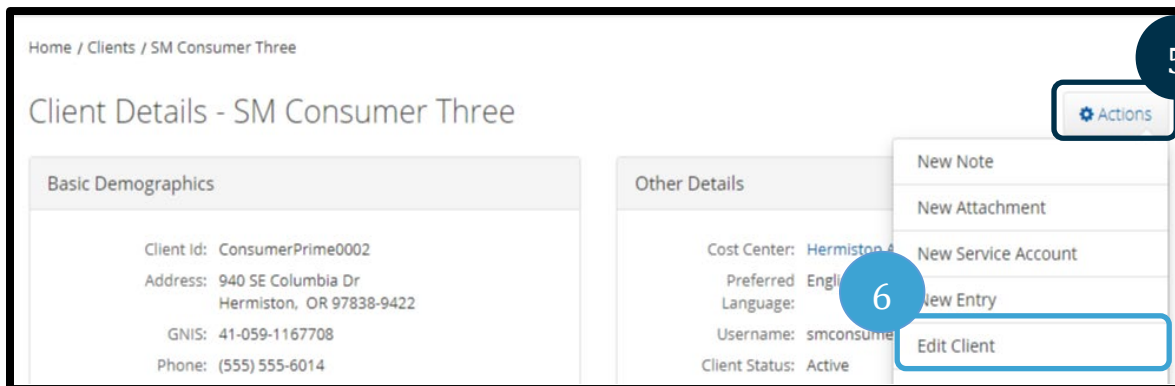 Home / Clients / SM Consumer Three
5
Client Details - SM Consumer Three
Actions
Basic Demographics
Client Id: ConsumerPrime0002
Address: 940 SE Columbia Dr
Hermiston, OR 97838-9422
GNIS: 41-059-1167708
Phone: (555) 555-6014
Other Details
Cost Center: Hermiston
Preferred
Language:
Username: smconsume
Client Status: Active
New Note
New Attachment
New Service Account
6
New Entry
Edit Client